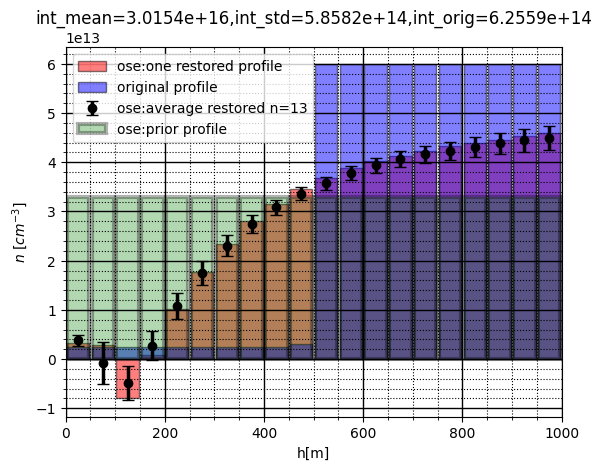 int_mean=3.0154e+16,int_std=5.8582e+14,int_orig=6.2559e+14
1e13
ose:one restored profile
original profile
ose:average restored n=13
ose:prior profile
6
5
4
3
2
1
0
−1
n [cm⁻³]
0 200 400 600 800 1000
h[m]